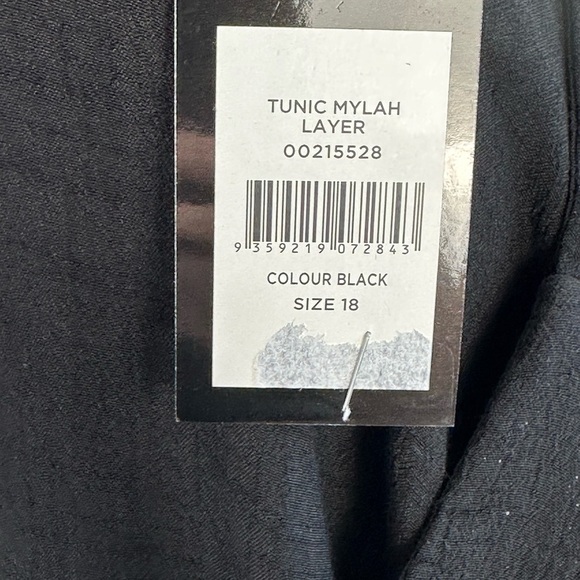 TUNIC MYLAH
LAYER
00215528
9 359219 072843
COLOUR BLACK
SIZE 18